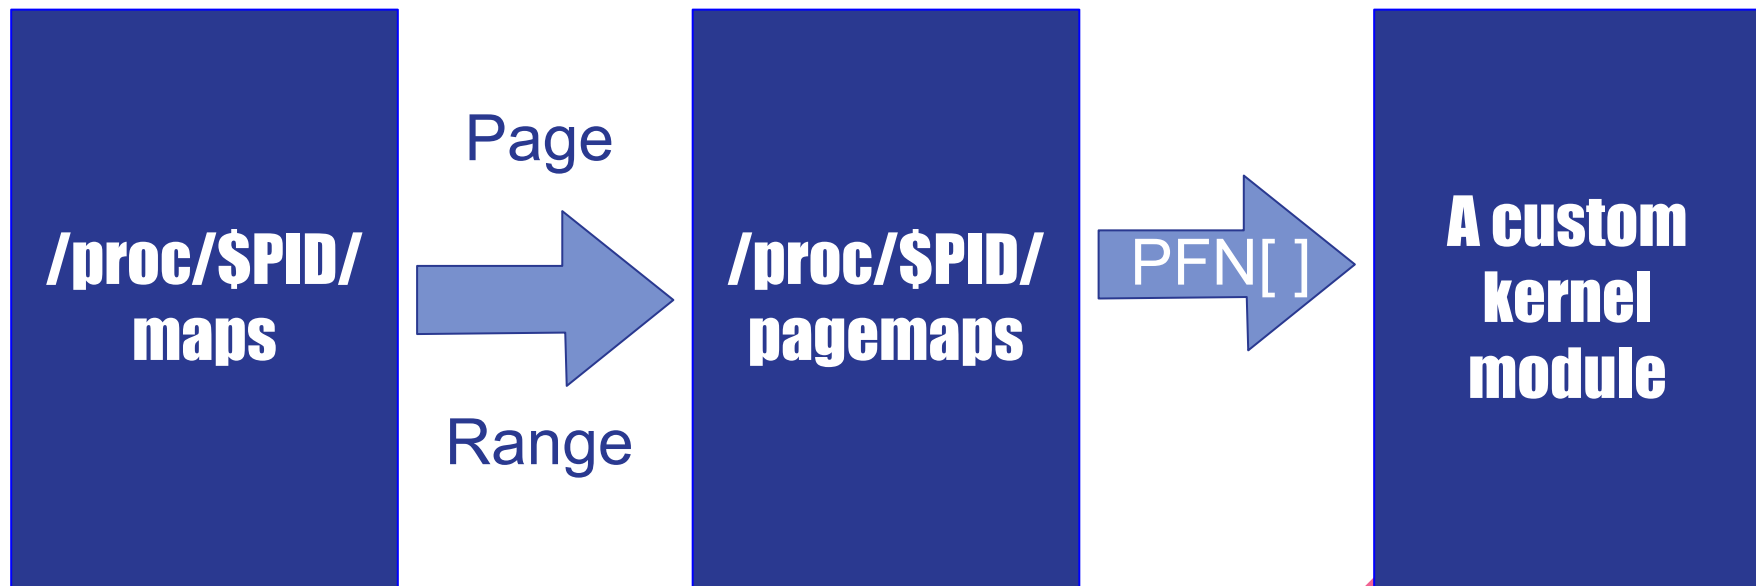 /proc/$PID/
maps
Page
Range
/proc/$PID/
pagemaps
PFN[ ]
A custom
kernel
module